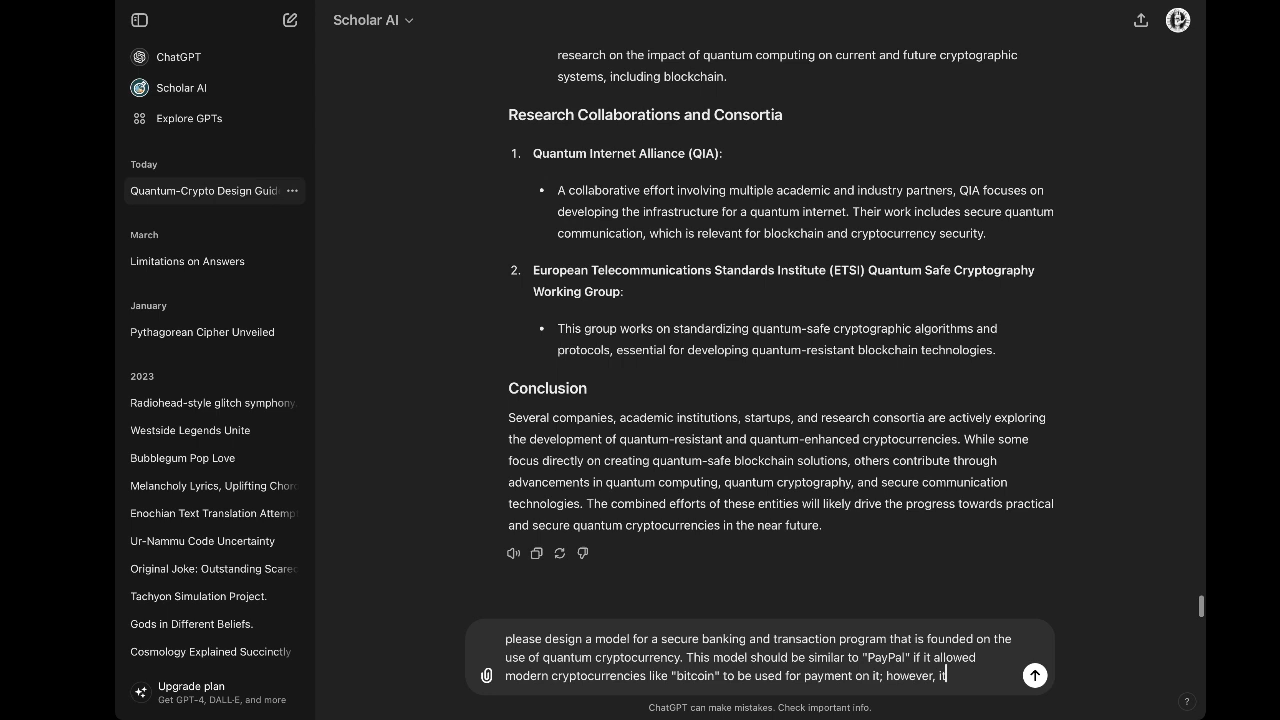 Scholar AI
ChatGPT
Scholar AI
Explore GPTs
Today
Quantum-Crypto Design Guid
March
Limitations on Answers
January
Pythagorean Cipher Unveiled
2023
Radiohead-style glitch symphony.
Westside Legends Unite
Bubblegum Pop Love
Melancholy Lyrics, Uplifting Chor
Enochian Text Translation Attemp
Ur-Nammu Code Uncertainty
Original Joke: Outstanding Scarec
Tachyon Simulation Project.
Gods in Different Beliefs.
Cosmology Explained Succinctly
Upgrade plan
Get GPT-4, DALL·E, and more
research on the impact of quantum computing on current and future cryptographic
systems, including blockchain.
Research Collaborations and Consortia
1. Quantum Internet Alliance (QIA):
• A collaborative effort involving multiple academic and industry partners, QIA focuses on
developing the infrastructure for a quantum internet. Their work includes secure quantum
communication, which is relevant for blockchain and cryptocurrency security.
2. European Telecommunications Standards Institute (ETSI) Quantum Safe Cryptography
Working Group:
• This group works on standardizing quantum-safe cryptographic algorithms and
protocols, essential for developing quantum-resistant blockchain technologies.
Conclusion
Several companies, academic institutions, startups, and research consortia are actively exploring
the development of quantum-resistant and quantum-enhanced cryptocurrencies. While some
focus directly on creating quantum-safe blockchain solutions, others contribute through
advancements in quantum computing, quantum cryptography, and secure communication
technologies. The combined efforts of these entities will likely drive the progress towards practical
and secure quantum cryptocurrencies in the near future.
please design a model for a secure banking and transaction program that is founded on the
use of quantum cryptocurrency. This model should be similar to "PayPal" if it allowed
modern cryptocurrencies like "bitcoin" to be used for payment on it; however, it
ChatGPT can make mistakes. Check important info.
?